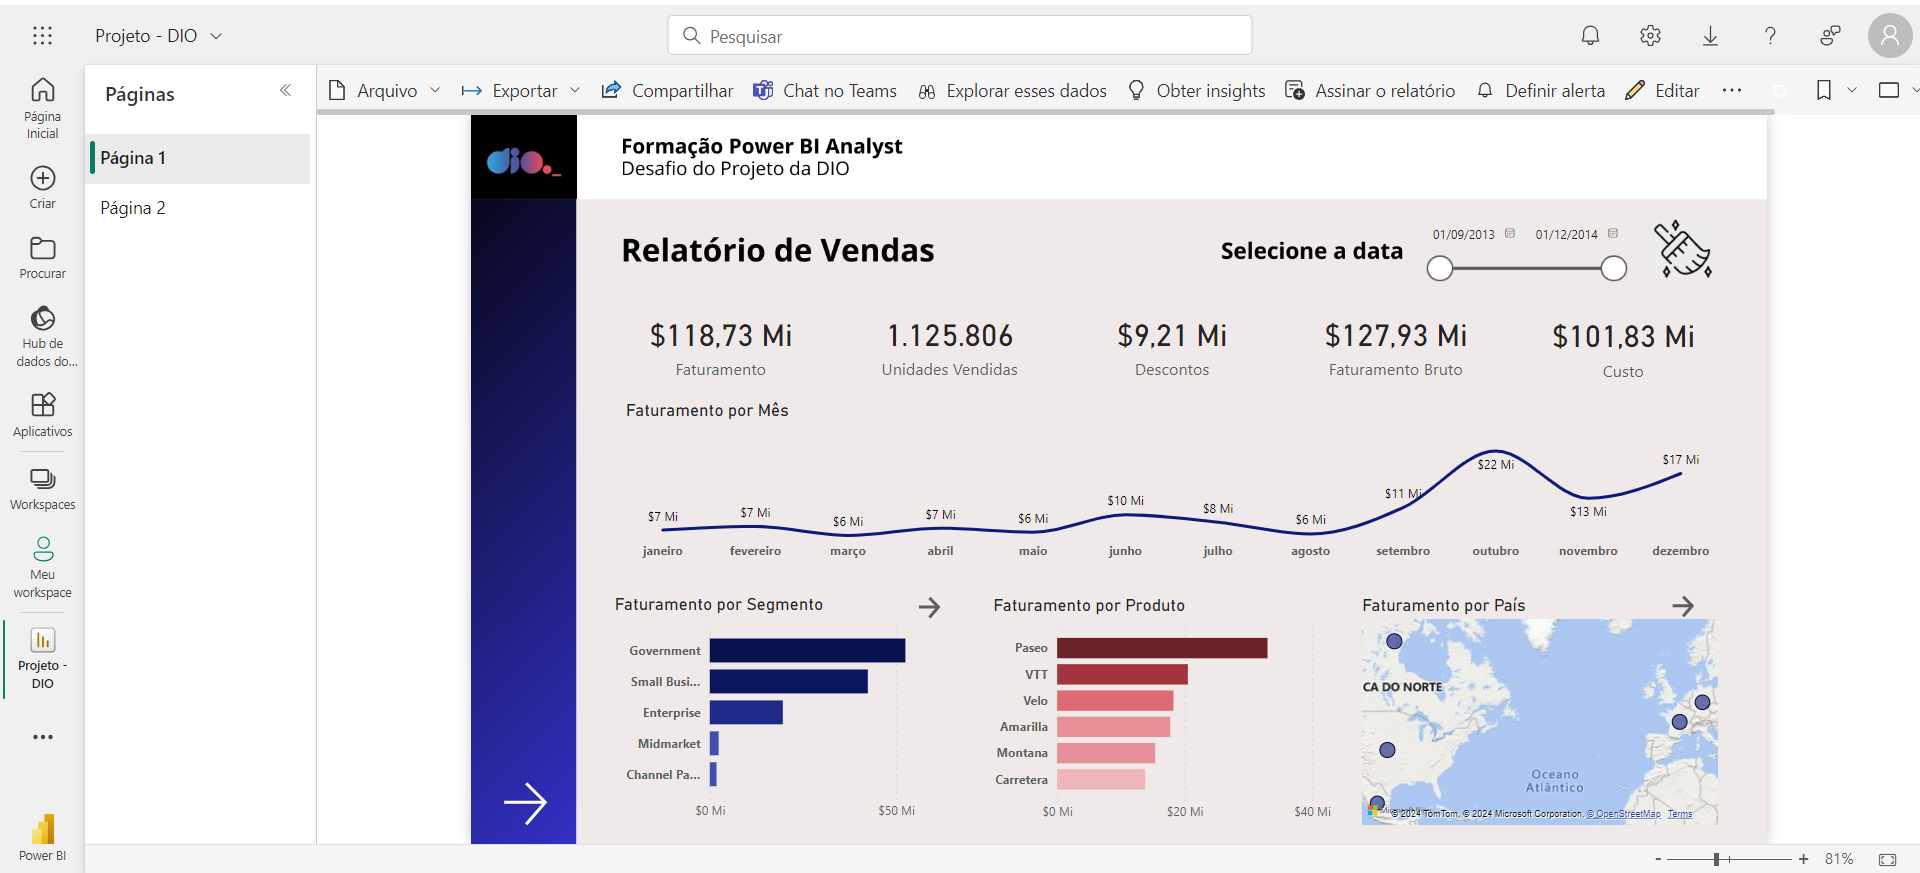 Projeto - DIO
Pesquisar
Página Inicial
Criar
Procurar
Hub de dados do...
Aplicativos
Workspaces
Meu workspace
Projeto - DIO
Power BI
Páginas
Página 1
Página 2
Arquivo
Exportar
Compartilhar
Chat no Teams
Explorar esses dados
Obter insights
Assinar o relatório
Definir alerta
Editar
dio._
Formação Power BI Analyst
Desafio do Projeto da DIO
Relatório de Vendas
Selecione a data
01/09/2013
01/12/2014
$118,73 Mi
Faturamento
1.125.806
Unidades Vendidas
$9,21 Mi
Descontos
$127,93 Mi
Faturamento Bruto
$101,83 Mi
Custo
Faturamento por Mês
$7 Mi $7 Mi $6 Mi $7 Mi $6 Mi $10 Mi $8 Mi $6 Mi $11 Mi $22 Mi $13 Mi $17 Mi
janeiro fevereiro março abril maio junho julho agosto setembro outubro novembro dezembro
Faturamento por Segmento
Government
Small Busi...
Enterprise
Midmarket
Channel Pa...
$0 Mi $50 Mi
Faturamento por Produto
Paseo
VTT
Velo
Amarilla
Montana
Carretera
$0 Mi $20 Mi $40 Mi
Faturamento por País
CA DO NORTE
Oceano
Atlântico
© 2024 TomTom, © 2024 Microsoft Corporation, © OpenStreetMap Terms
- + 81%